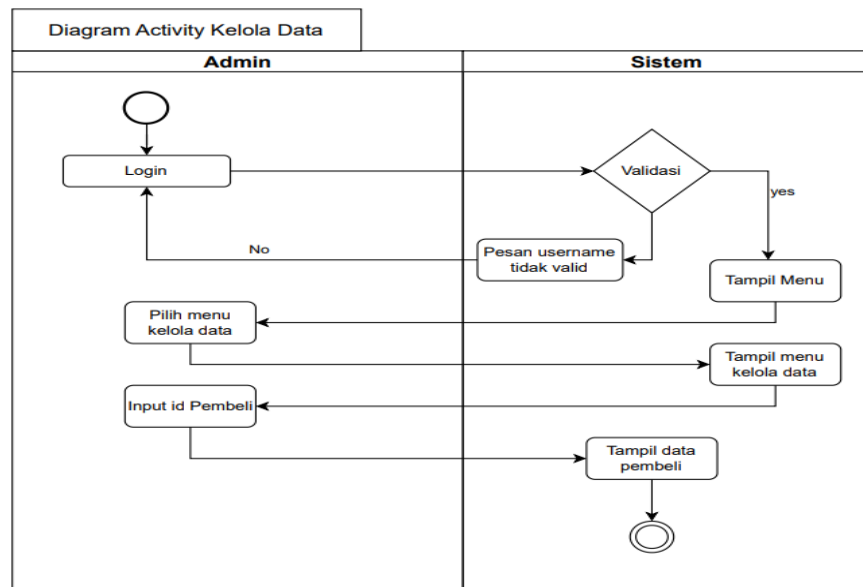 Diagram Activity Kelola Data
Admin
Sistem
Login
Validasi
yes
No
Pesan username
tidak valid
Tampil Menu
Pilih menu
kelola data
Tampil menu
kelola data
Input id Pembeli
Tampil data
pembeli